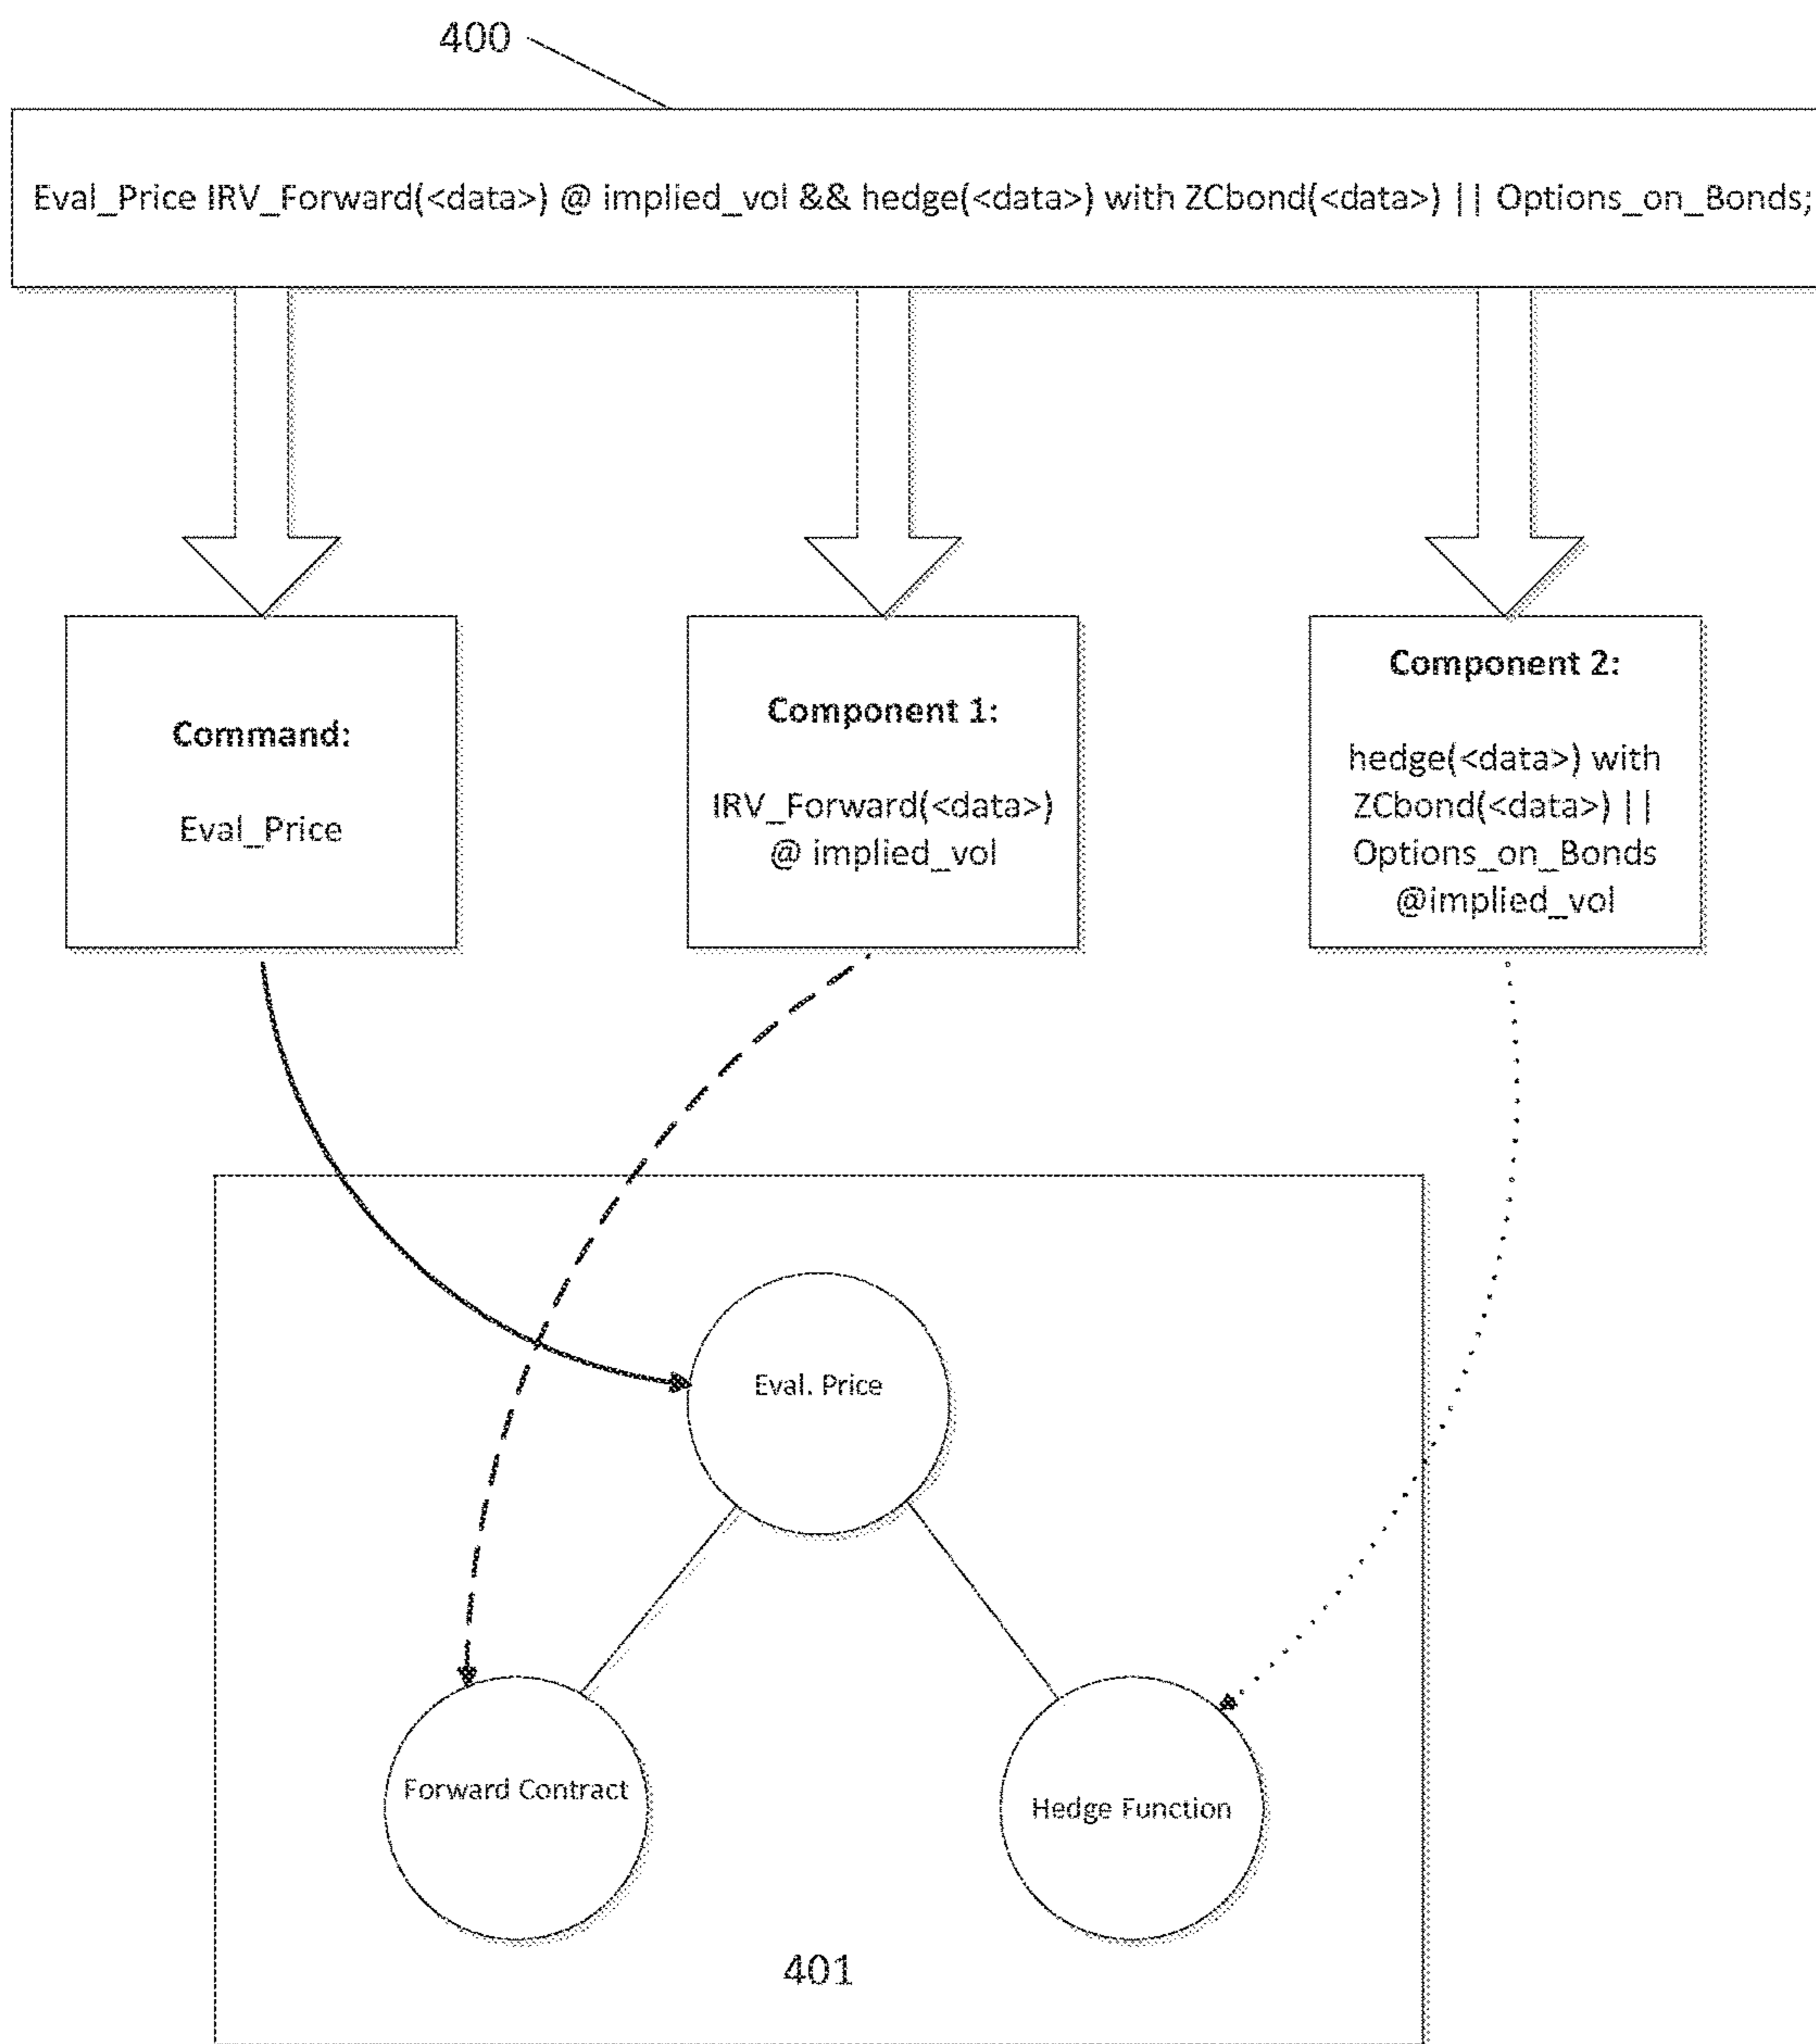 400
Eval_Price IRV_Forward(<data>) @ implied_vol && hedge(<data>) with ZCbond(<data>) || Options_on_Bonds;
Command:
Eval_Price
Component 1:
IRV_Forward(<data>)
@ implied_vol
Component 2:
hedge(<data>) with
ZCbond(<data>) ||
Options_on_Bonds
@implied_vol
Eval. Price
Forward Contract
Hedge Function
401